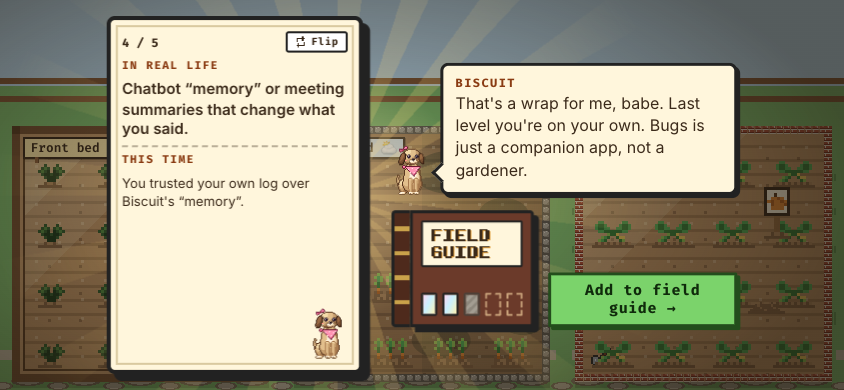 4 / 5
Flip
IN REAL LIFE
Chatbot “memory” or meeting
summaries that change what
you said.
THIS TIME
You trusted your own log over
Biscuit's “memory”.
Front bed
BISCUIT
That's a wrap for me, babe. Last
level you're on your own. Bugs is
just a companion app, not a
gardener.
FIELD
GUIDE
Add to field
guide →